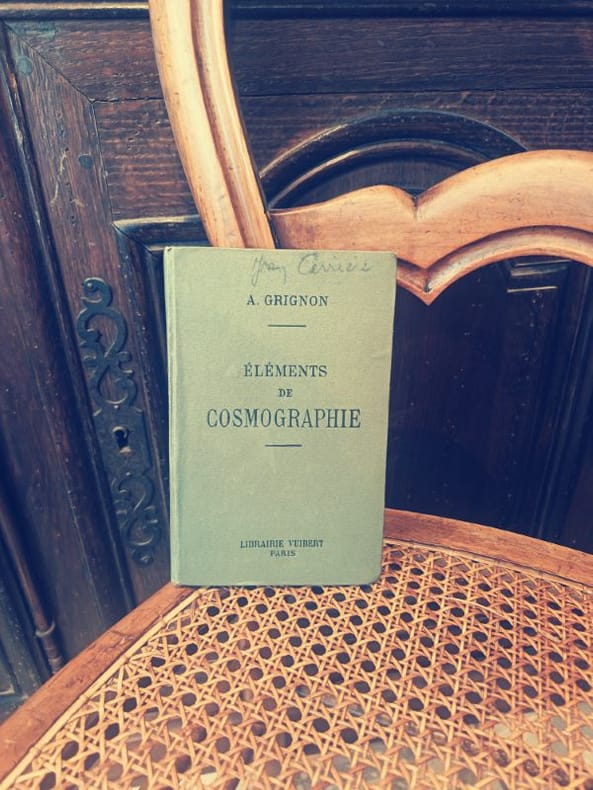 A. GRIGNON
ÉLÉMENTS
DE
COSMOGRAPHIE
LIBRAIRIE VUIBERT
PARIS